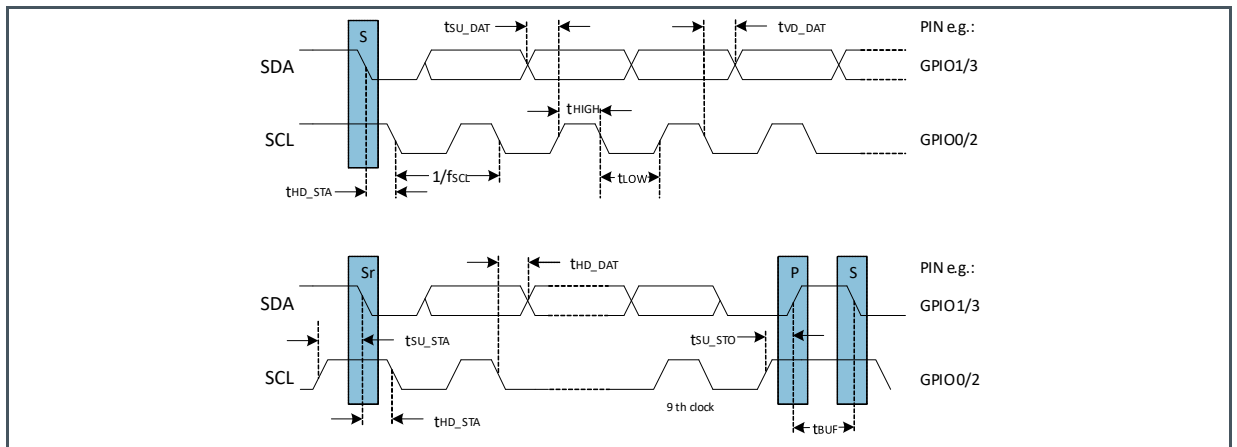 S
tSU_DAT
tVD_DAT
PIN e.g.:
SDA
GPIO1/3
tHIGH
SCL
GPIO0/2
tHD_STA
1/fSCL
tLOW
Sr
tHD_DAT
P
S
PIN e.g.:
SDA
GPIO1/3
tSU_STA
tSU_STO
SCL
GPIO0/2
9 th clock
tHD_STA
tBUF